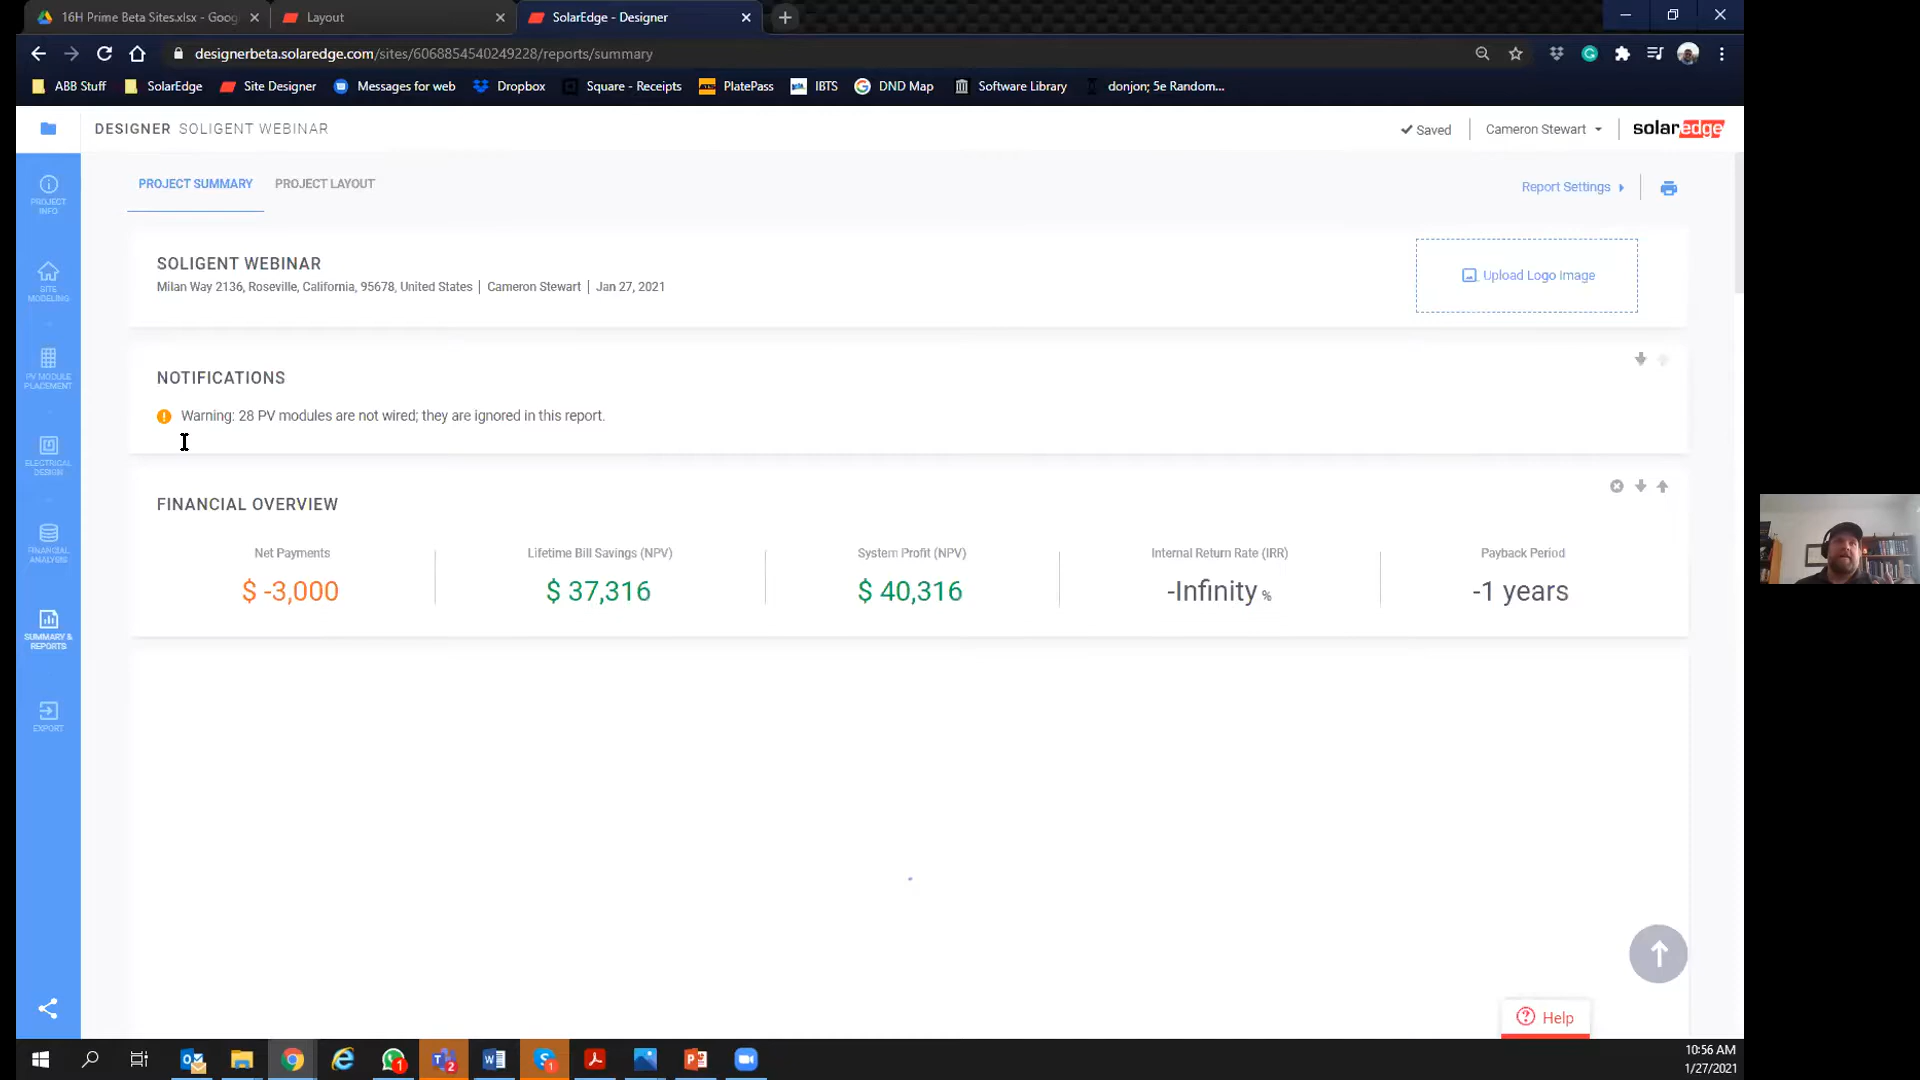 16H Prime Beta Sites.xlsx - Goog
Layout
SolarEdge - Designer
designerbeta.solaredge.com/sites/6068854540249228/reports/summary
ABB Stuff
SolarEdge
Site Designer
Messages for web
Dropbox
Square - Receipts
PlatePass
IBTS
DND Map
Software Library
donjon; 5e Random...
DESIGNER SOLIGENT WEBINAR
Saved
Cameron Stewart
solaredge
PROJECT INFO
SITE MODELING
PV MODULE PLACEMENT
ELECTRICAL DESIGN
FINANCIAL ANALYSIS
SUMMARY & REPORTS
EXPORT
PROJECT SUMMARY
PROJECT LAYOUT
Report Settings
SOLIGENT WEBINAR
Milan Way 2136, Roseville, California, 95678, United States | Cameron Stewart | Jan 27, 2021
Upload Logo Image
NOTIFICATIONS
Warning: 28 PV modules are not wired; they are ignored in this report.
FINANCIAL OVERVIEW
Net Payments
$ -3,000
Lifetime Bill Savings (NPV)
$ 37,316
System Profit (NPV)
$ 40,316
Internal Return Rate (IRR)
-Infinity %
Payback Period
-1 years
Help
1
2
1
10:56 AM
1/27/2021